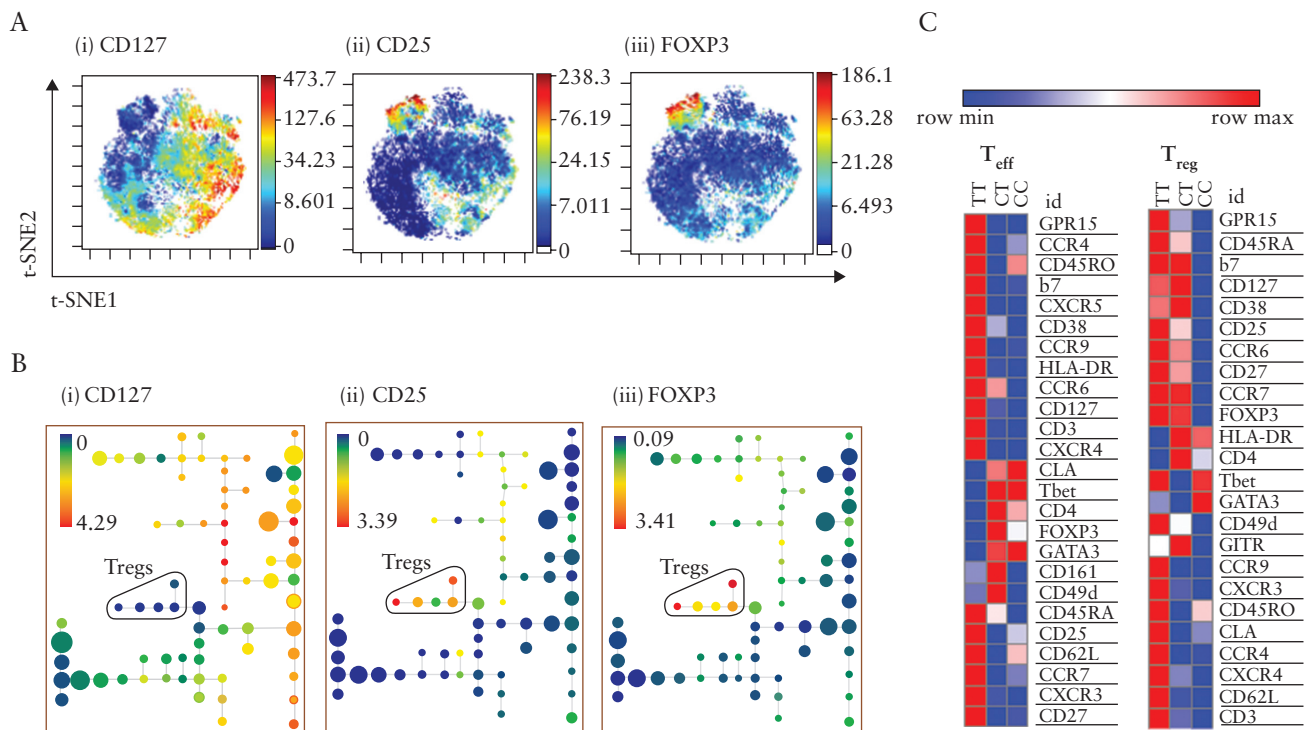 A
(i) CD127
(ii) CD25
(iii) FOXP3
473.7
127.6
34.23
8.601
0
238.3
76.19
24.15
7.011
0
186.1
63.28
21.28
6.493
0
t-SNE2
t-SNE1
B
(i) CD127
(ii) CD25
(iii) FOXP3
0
4.29
Tregs
0
3.39
Tregs
0.09
3.41
Tregs
C
row min
row max
Teff
TT CT CC id
GPR15
CCR4
CD45RO
b7
CXCR5
CD38
CCR9
HLA-DR
CCR6
CD127
CD3
CXCR4
CLA
Tbet
CD4
FOXP3
GATA3
CD161
CD49d
CD45RA
CD25
CD62L
CCR7
CXCR3
CD27
Treg
TT CT CC id
GPR15
CD45RA
b7
CD127
CD38
CD25
CCR6
CD27
CCR7
FOXP3
HLA-DR
CD4
Tbet
GATA3
CD49d
GITR
CCR9
CXCR3
CD45RO
CLA
CCR4
CXCR4
CD62L
CD3